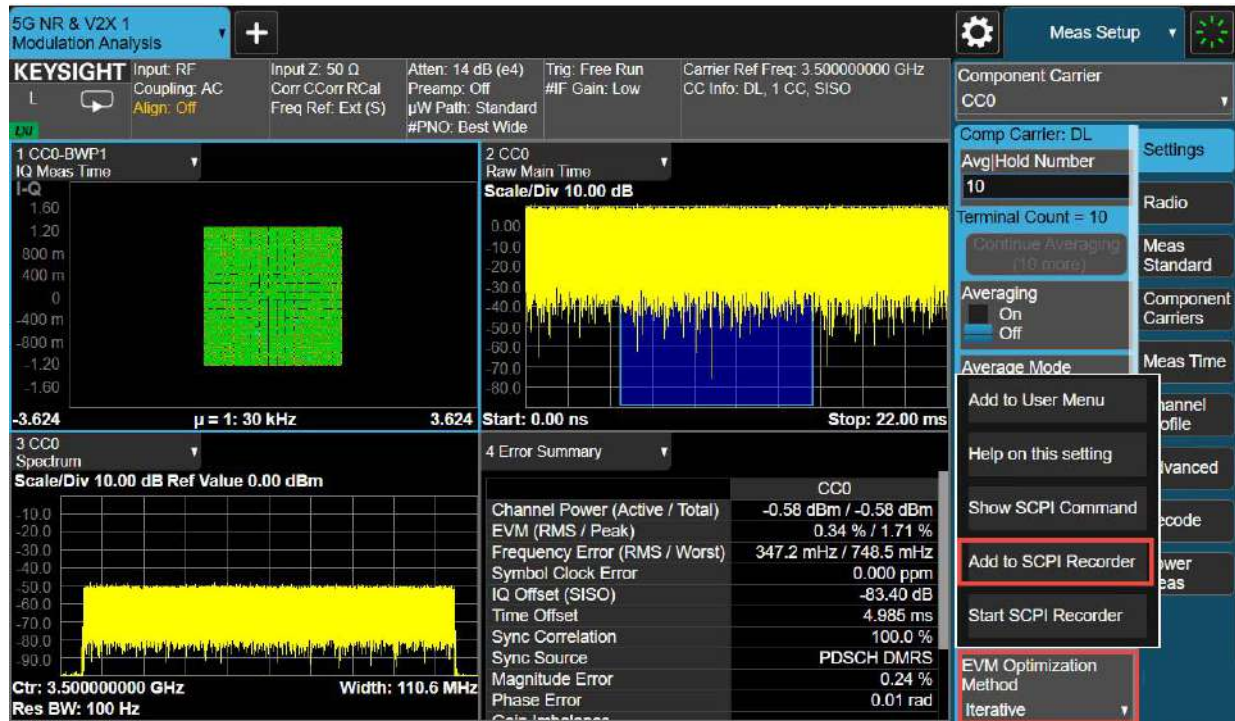 5G NR & V2X 1
Modulation Analysis
+
Meas Setup
KEYSIGHT
L
LXI
Input: RF
Coupling: AC
Align: Off
Input Z: 50 Ω
Corr CCorr RCal
Freq Ref: Ext (S)
Atten: 14 dB (e4)
Preamp: Off
µW Path: Standard
#PNO: Best Wide
Trig: Free Run
#IF Gain: Low
Carrier Ref Freq: 3.500000000 GHz
CC Info: DL, 1 CC, SISO
1 CC0-BWP1
IQ Meas Time
I-Q
1.60
1.20
800 m
400 m
0
-400 m
-800 m
-1.20
-1.60
-3.624
µ = 1: 30 kHz
3.624
2 CC0
Raw Main Time
Scale/Div 10.00 dB
0.00
-10.0
-20.0
-30.0
-40.0
-50.0
-60.0
-70.0
-80.0
Start: 0.00 ns
Stop: 22.00 ms
3 CC0
Spectrum
Scale/Div 10.00 dB Ref Value 0.00 dBm
-10.0
-20.0
-30.0
-40.0
-50.0
-60.0
-70.0
-80.0
-90.0
Ctr: 3.500000000 GHz
Width: 110.6 MHz
Res BW: 100 Hz
4 Error Summary
CC0
Channel Power (Active / Total) -0.58 dBm / -0.58 dBm
EVM (RMS / Peak) 0.34 % / 1.71 %
Frequency Error (RMS / Worst) 347.2 mHz / 748.5 mHz
Symbol Clock Error 0.000 ppm
IQ Offset (SISO) -83.40 dB
Time Offset 4.985 ms
Sync Correlation 100.0 %
Sync Source PDSCH DMRS
Magnitude Error 0.24 %
Phase Error 0.01 rad
Component Carrier
CC0
Comp Carrier: DL
Avg|Hold Number
10
Terminal Count = 10
Continue Averaging
(10 more)
Averaging
On
Off
Average Mode
Add to User Menu
Help on this setting
Show SCPI Command
Add to SCPI Recorder
Start SCPI Recorder
EVM Optimization
Method
Iterative
Settings
Radio
Meas
Standard
Component
Carriers
Meas Time
hannel
ofile
dvanced
ecode
ower
eas